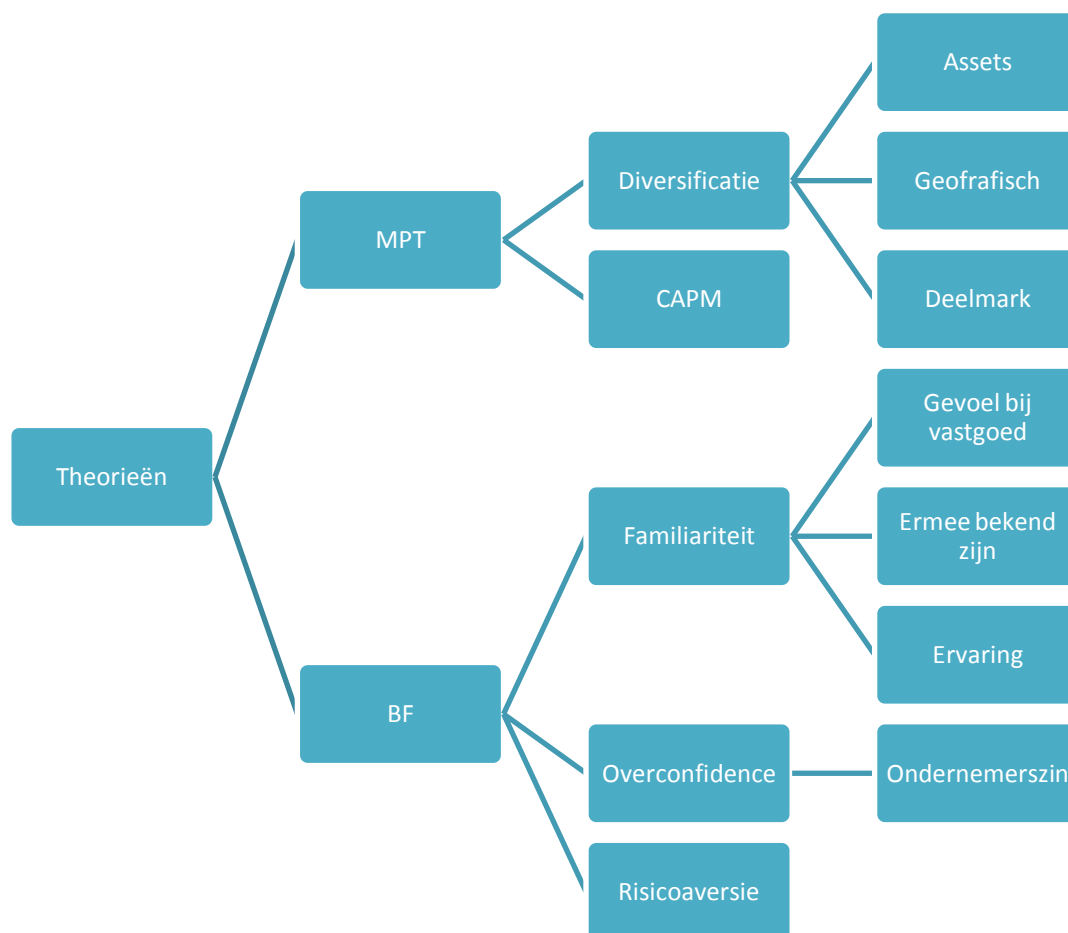 Assets
Diversificatie
Geofrafisch
MPT
CAPM
Deelmark
Gevoel bij
vastgoed
Theorieën
Familiariteit
Ermee bekend
zijn
Ervaring
BF
Overconfidence
Ondernemerszin
Risicoaversie